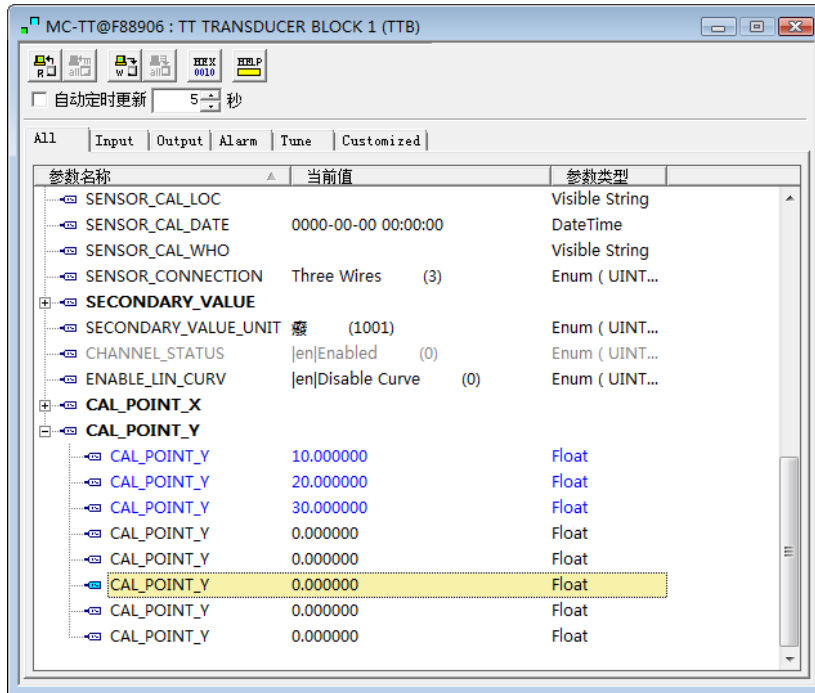 MC-TT@F88906 : TT TRANSDUCER BLOCK 1 (TTB)
R all W all HEX 0010 HELP
自动定时更新 5 秒
All Input Output Alarm Tune Customized
参数名称 当前值 参数类型
SENSOR_CAL_LOC Visible String
SENSOR_CAL_DATE 0000-00-00 00:00:00 DateTime
SENSOR_CAL_WHO Visible String
SENSOR_CONNECTION Three Wires (3) Enum ( UINT...
SECONDARY_VALUE
SECONDARY_VALUE_UNIT 癈 (1001) Enum ( UINT...
CHANNEL_STATUS |en|Enabled (0) Enum ( UINT...
ENABLE_LIN_CURV |en|Disable Curve (0) Enum ( UINT...
CAL_POINT_X
CAL_POINT_Y
CAL_POINT_Y 10.000000 Float
CAL_POINT_Y 20.000000 Float
CAL_POINT_Y 30.000000 Float
CAL_POINT_Y 0.000000 Float
CAL_POINT_Y 0.000000 Float
CAL_POINT_Y 0.000000 Float
CAL_POINT_Y 0.000000 Float
CAL_POINT_Y 0.000000 Float